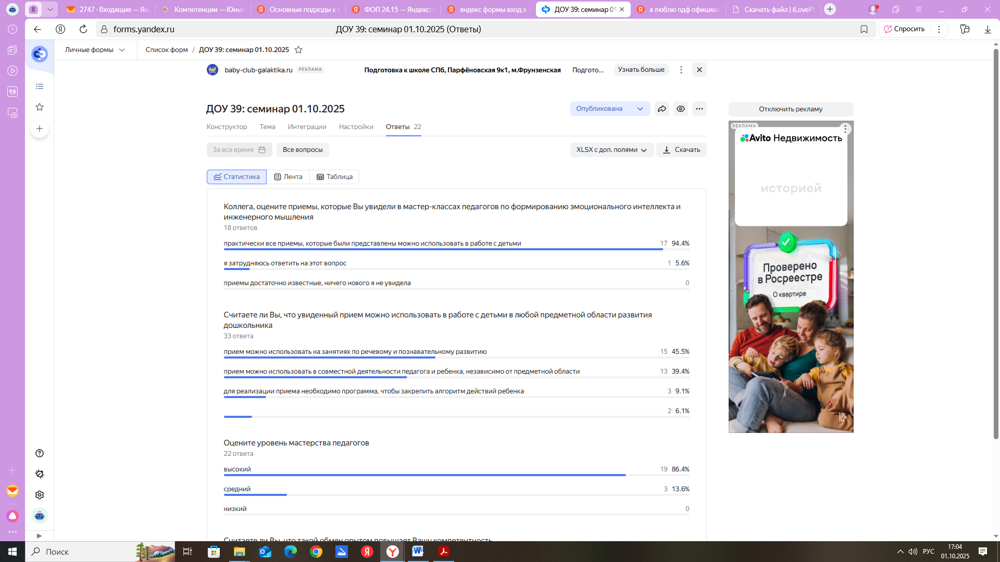 8
2747 · Входящие — Ян
Компетенции — Юный
Основные подходы к о
ФОП 24.15 — Яндекс:
яндекс формы вход в
ДОУ 39: семинар 01
я люблю пдф официал
Скачать файл | iLovePD
forms.yandex.ru
ДОУ 39: семинар 01.10.2025 (Ответы)
Спросить
19
Личные формы
Список форм / ДОУ 39: семинар 01.10.2025
baby-club-galaktika.ru РЕКЛАМА
Подготовка к школе СПб, Парфёновская 9к1, м.Фрунзенская
Подгото...
Узнать больше
ДОУ 39: семинар 01.10.2025
Опубликована
Конструктор Тема Интеграции Настройки Ответы 22
За все время
Все вопросы
XLSX с доп. полями
Скачать
Статистика Лента Таблица
Коллега, оцените приемы, которые Вы увидели в мастер-классах педагогов по формированию эмоционального интеллекта и
инженерного мышления
18 ответов
практически все приемы, которые были представлены можно использовать в работе с детьми 17 94.4%
я затрудняюсь ответить на этот вопрос 1 5.6%
приемы достаточно известные, ничего нового я не увидела 0
Считаете ли Вы, что увиденный прием можно использовать в работе с детьми в любой предметной области развития
дошкольника
33 ответа
прием можно использовать на занятиях по речевому и познавательному развитию 15 45.5%
прием можно использовать в совместной деятельности педагога и ребенка, независимо от предметной области 13 39.4%
для реализации приема необходимо программа, чтобы закрепить алгоритм действий ребенка 3 9.1%
2 6.1%
Оцените уровень мастерства педагогов
22 ответа
высокий 19 86.4%
средний 3 13.6%
низкий 0
Считаете ли Вы, что такой обмен опытом повышает Вашу компетентность
Отключить рекламу
РЕКЛАМА
Avito Недвижимость
историей
Проверено
в Росреестре
О квартире
12+
Поиск
РУС
17:04
01.10.2025